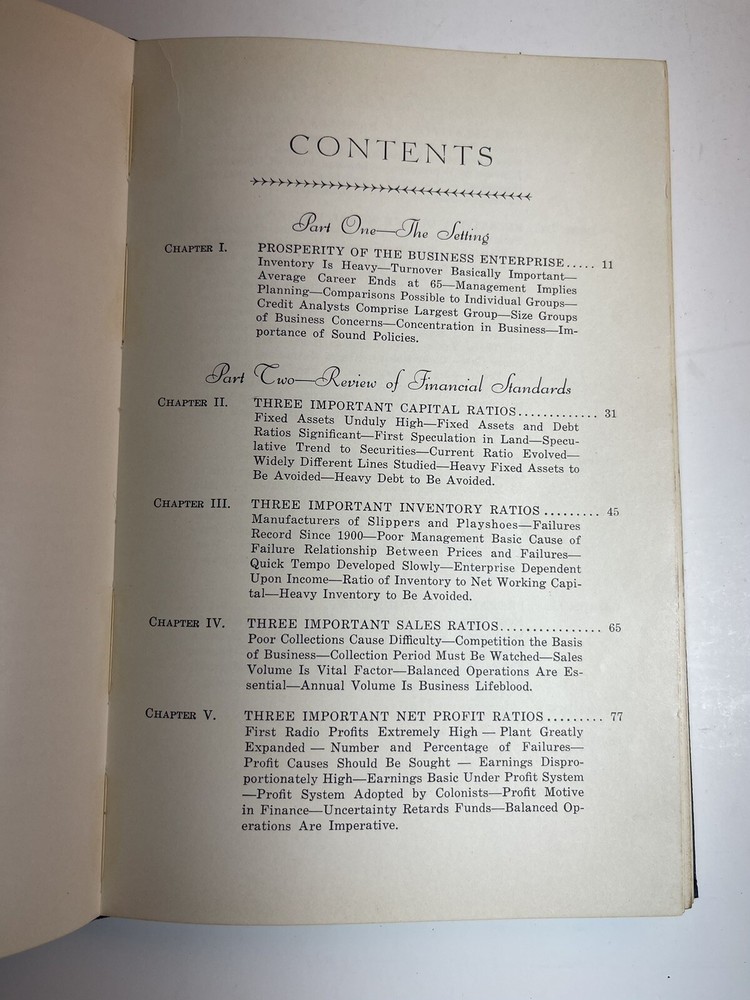 CONTENTS
Part One—The Setting
CHAPTER I. PROSPERITY OF THE BUSINESS ENTERPRISE..... 11
Inventory Is Heavy—Turnover Basically Important—
Average Career Ends at 65—Management Implies
Planning—Comparisons Possible to Individual Groups—
Credit Analysts Comprise Largest Group—Size Groups
of Business Concerns—Concentration in Business—Im-
portance of Sound Policies.
Part Two—Review of Financial Standards
CHAPTER II. THREE IMPORTANT CAPITAL RATIOS............. 31
Fixed Assets Unduly High—Fixed Assets and Debt
Ratios Significant—First Speculation in Land—Specu-
lative Trend to Securities—Current Ratio Evolved—
Widely Different Lines Studied—Heavy Fixed Assets to
Be Avoided—Heavy Debt to Be Avoided.
CHAPTER III. THREE IMPORTANT INVENTORY RATIOS......... 45
Manufacturers of Slippers and Playshoes—Failures
Record Since 1900—Poor Management Basic Cause of
Failure Relationship Between Prices and Failures—
Quick Tempo Developed Slowly—Enterprise Dependent
Upon Income—Ratio of Inventory to Net Working Capi-
tal—Heavy Inventory to Be Avoided.
CHAPTER IV. THREE IMPORTANT SALES RATIOS............... 65
Poor Collections Cause Difficulty—Competition the Basis
of Business—Collection Period Must Be Watched—Sales
Volume Is Vital Factor—Balanced Operations Are Es-
sential—Annual Volume Is Business Lifeblood.
CHAPTER V. THREE IMPORTANT NET PROFIT RATIOS......... 77
First Radio Profits Extremely High — Plant Greatly
Expanded — Number and Percentage of Failures—
Profit Causes Should Be Sought — Earnings Dispro-
portionately High—Earnings Basic Under Profit System
—Profit System Adopted by Colonists—Profit Motive
in Finance—Uncertainty Retards Funds—Balanced Op-
erations Are Imperative.